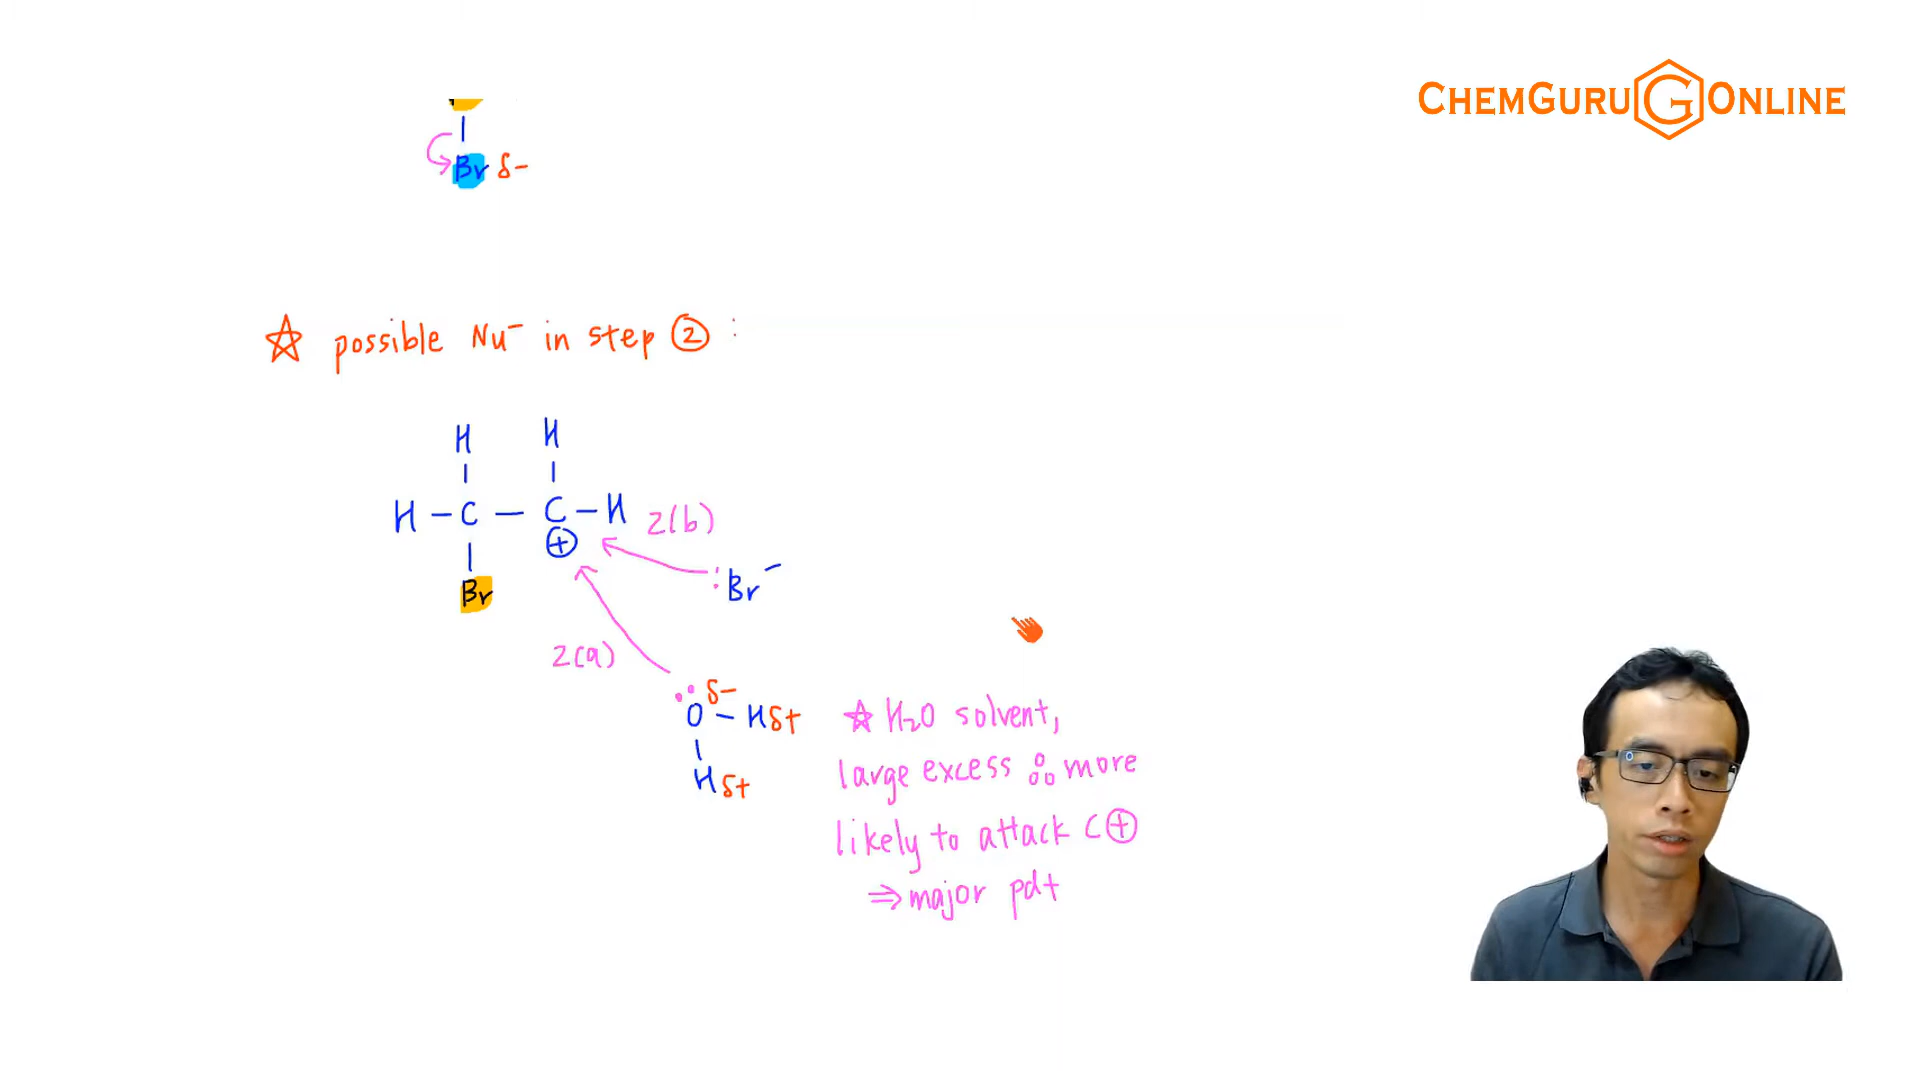 CHEMGURU G ONLINE
Br δ-
☆ possible Nu⁻ in step ② :
H H
H - C - C - H 2(b)
⊕
Br :Br⁻
2(a)
δ-
O - Hδ+ ☆ H₂O solvent,
Hδ+ large excess ∴ more
likely to attack C⊕
⇒ major pdt